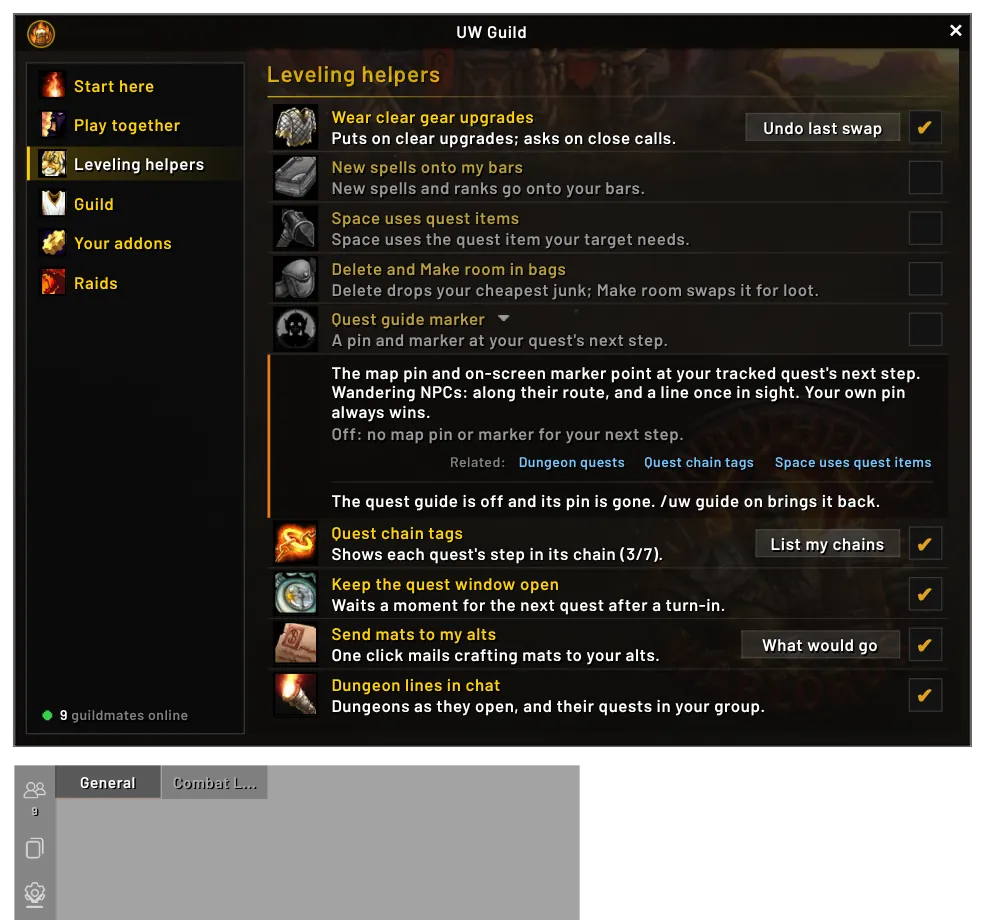 UW Guild
Start here
Play together
Leveling helpers
Guild
Your addons
Raids
9 guildmates online
Leveling helpers
Wear clear gear upgrades
Puts on clear upgrades; asks on close calls.
Undo last swap
New spells onto my bars
New spells and ranks go onto your bars.
Space uses quest items
Space uses the quest item your target needs.
Delete and Make room in bags
Delete drops your cheapest junk; Make room swaps it for loot.
Quest guide marker
A pin and marker at your quest's next step.
The map pin and on-screen marker point at your tracked quest's next step.
Wandering NPCs: along their route, and a line once in sight. Your own pin
always wins.
Off: no map pin or marker for your next step.
Related: Dungeon quests Quest chain tags Space uses quest items
The quest guide is off and its pin is gone. /uw guide on brings it back.
Quest chain tags
Shows each quest's step in its chain (3/7).
List my chains
Keep the quest window open
Waits a moment for the next quest after a turn-in.
Send mats to my alts
One click mails crafting mats to your alts.
What would go
Dungeon lines in chat
Dungeons as they open, and their quests in your group.
General
Combat L...
9